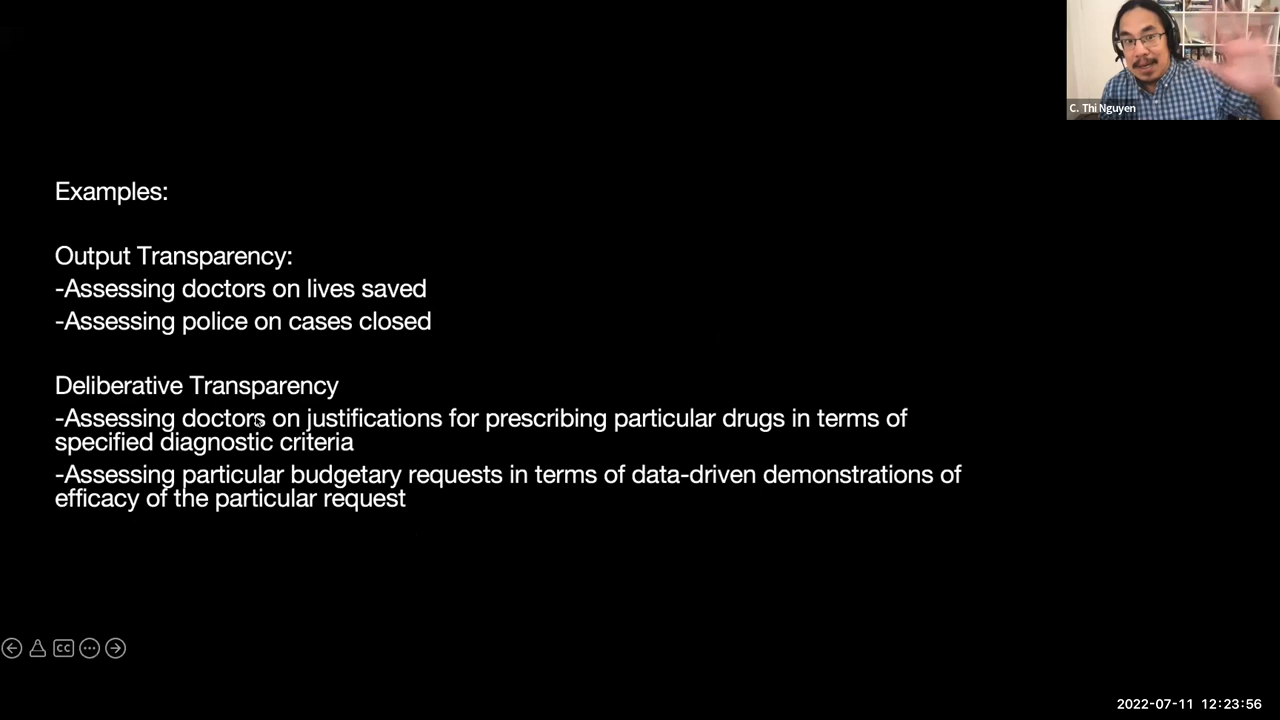 C. Thi Nguyen
Examples:
Output Transparency:
-Assessing doctors on lives saved
-Assessing police on cases closed
Deliberative Transparency
-Assessing doctors on justifications for prescribing particular drugs in terms of
specified diagnostic criteria
-Assessing particular budgetary requests in terms of data-driven demonstrations of
efficacy of the particular request
CC
2022-07-11 12:23:56